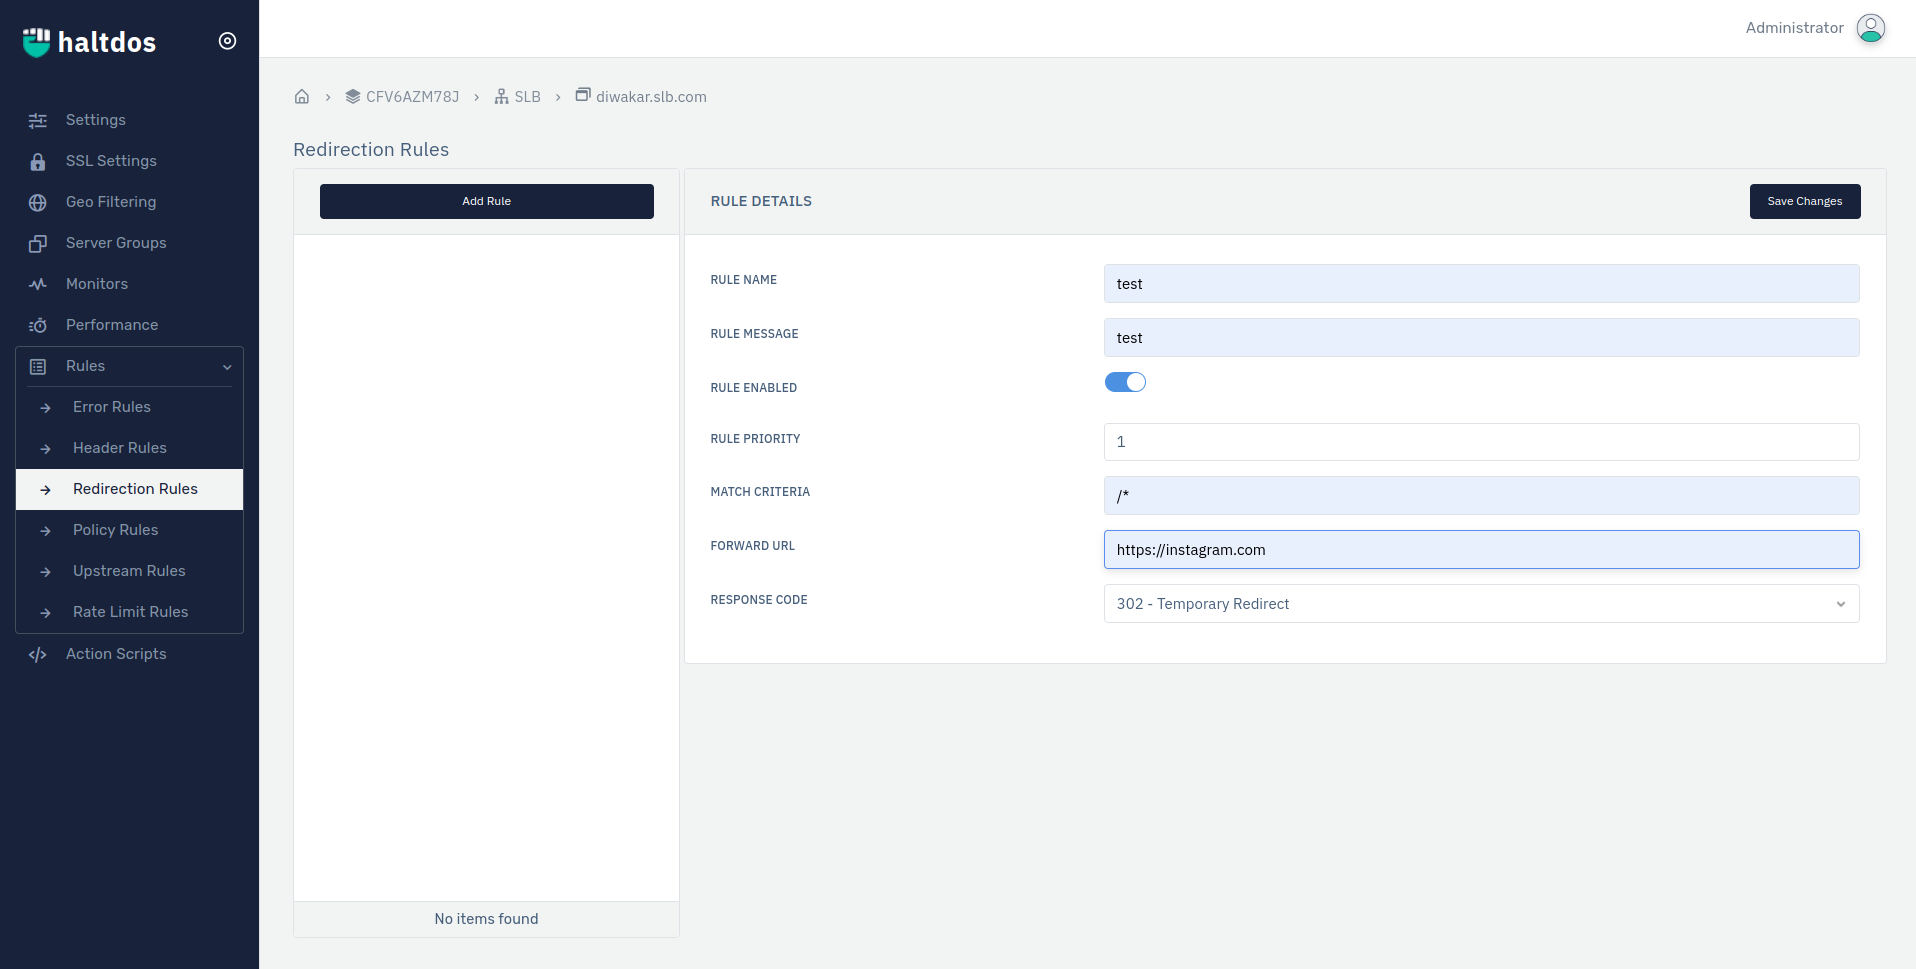 haltdos
Administrator
CFV6AZM78J
SLB
diwakar.slb.com
Settings
SSL Settings
Geo Filtering
Server Groups
Monitors
Performance
Rules
Error Rules
Header Rules
Redirection Rules
Policy Rules
Upstream Rules
Rate Limit Rules
Action Scripts
Redirection Rules
Add Rule
No items found
RULE DETAILS
Save Changes
RULE NAME
test
RULE MESSAGE
test
RULE ENABLED
RULE PRIORITY
1
MATCH CRITERIA
/*
FORWARD URL
https://instagram.com
RESPONSE CODE
302 - Temporary Redirect